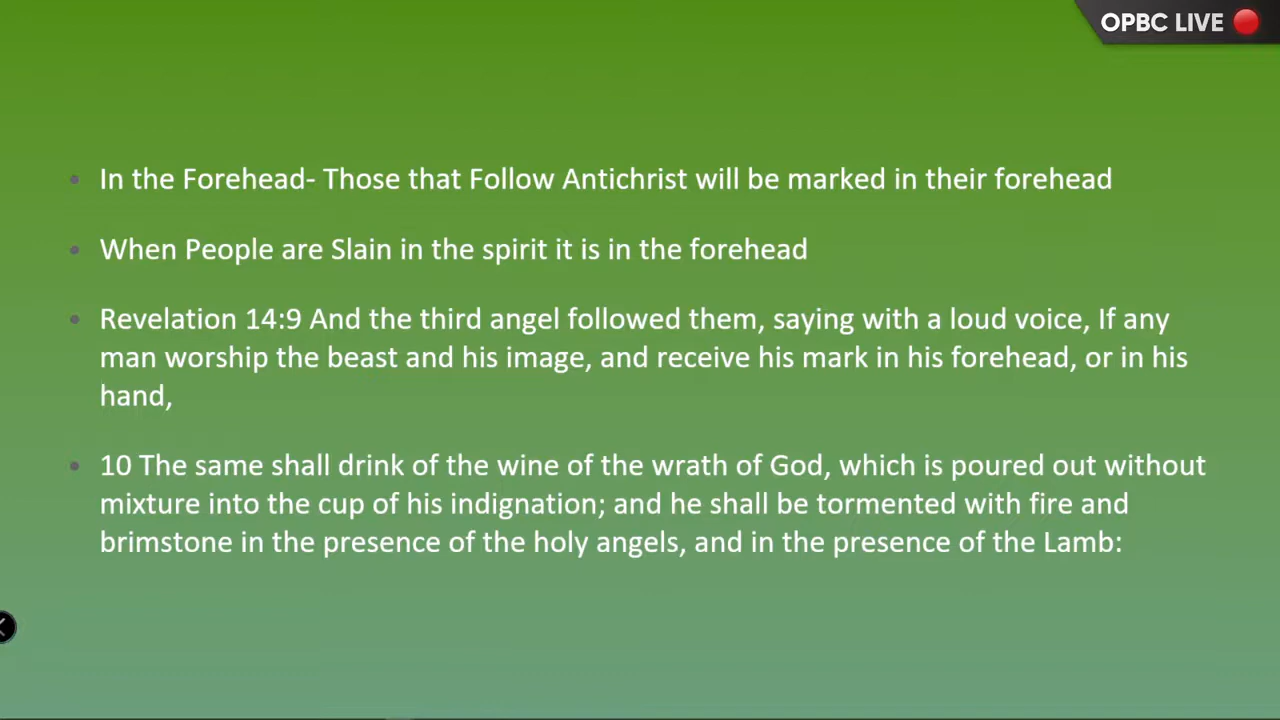 OPBC LIVE
In the Forehead- Those that Follow Antichrist will be marked in their forehead
When People are Slain in the spirit it is in the forehead
Revelation 14:9 And the third angel followed them, saying with a loud voice, If any
man worship the beast and his image, and receive his mark in his forehead, or in his
hand,
10 The same shall drink of the wine of the wrath of God, which is poured out without
mixture into the cup of his indignation; and he shall be tormented with fire and
brimstone in the presence of the holy angels, and in the presence of the Lamb: